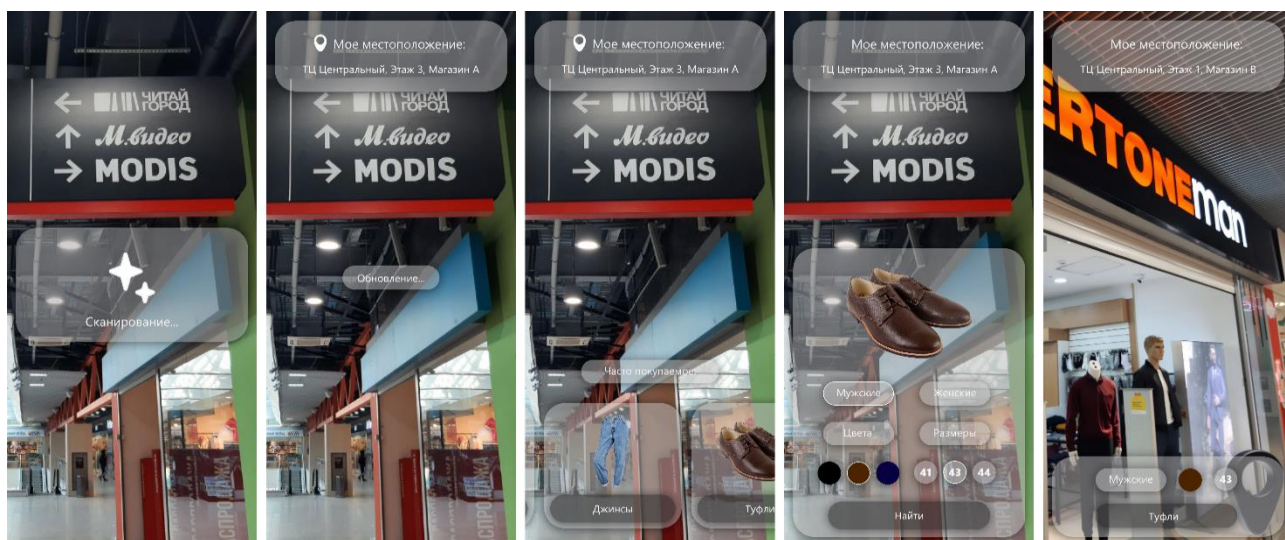 ЧИТАЙ
ГОРОД
М.видео
MODIS
Сканирование...
Мое местоположение:
ТЦ Центральный, Этаж 3, Магазин А
ЧИТАЙ
ГОРОД
М.видео
MODIS
Обновление...
Мое местоположение:
ТЦ Центральный, Этаж 3, Магазин А
ЧИТАЙ
ГОРОД
М.видео
MODIS
Часто покупаемое...
Джинсы
Туфли
Мое местоположение:
ТЦ Центральный, Этаж 3, Магазин А
ЧИТАЙ
ГОРОД
М.видео
MODIS
Мужские
Женские
Цвета
Размеры
41 43 44
Найти
Мое местоположение:
ТЦ Центральный, Этаж 1, Магазин В
ERTONEman
Мужские
43
Туфли